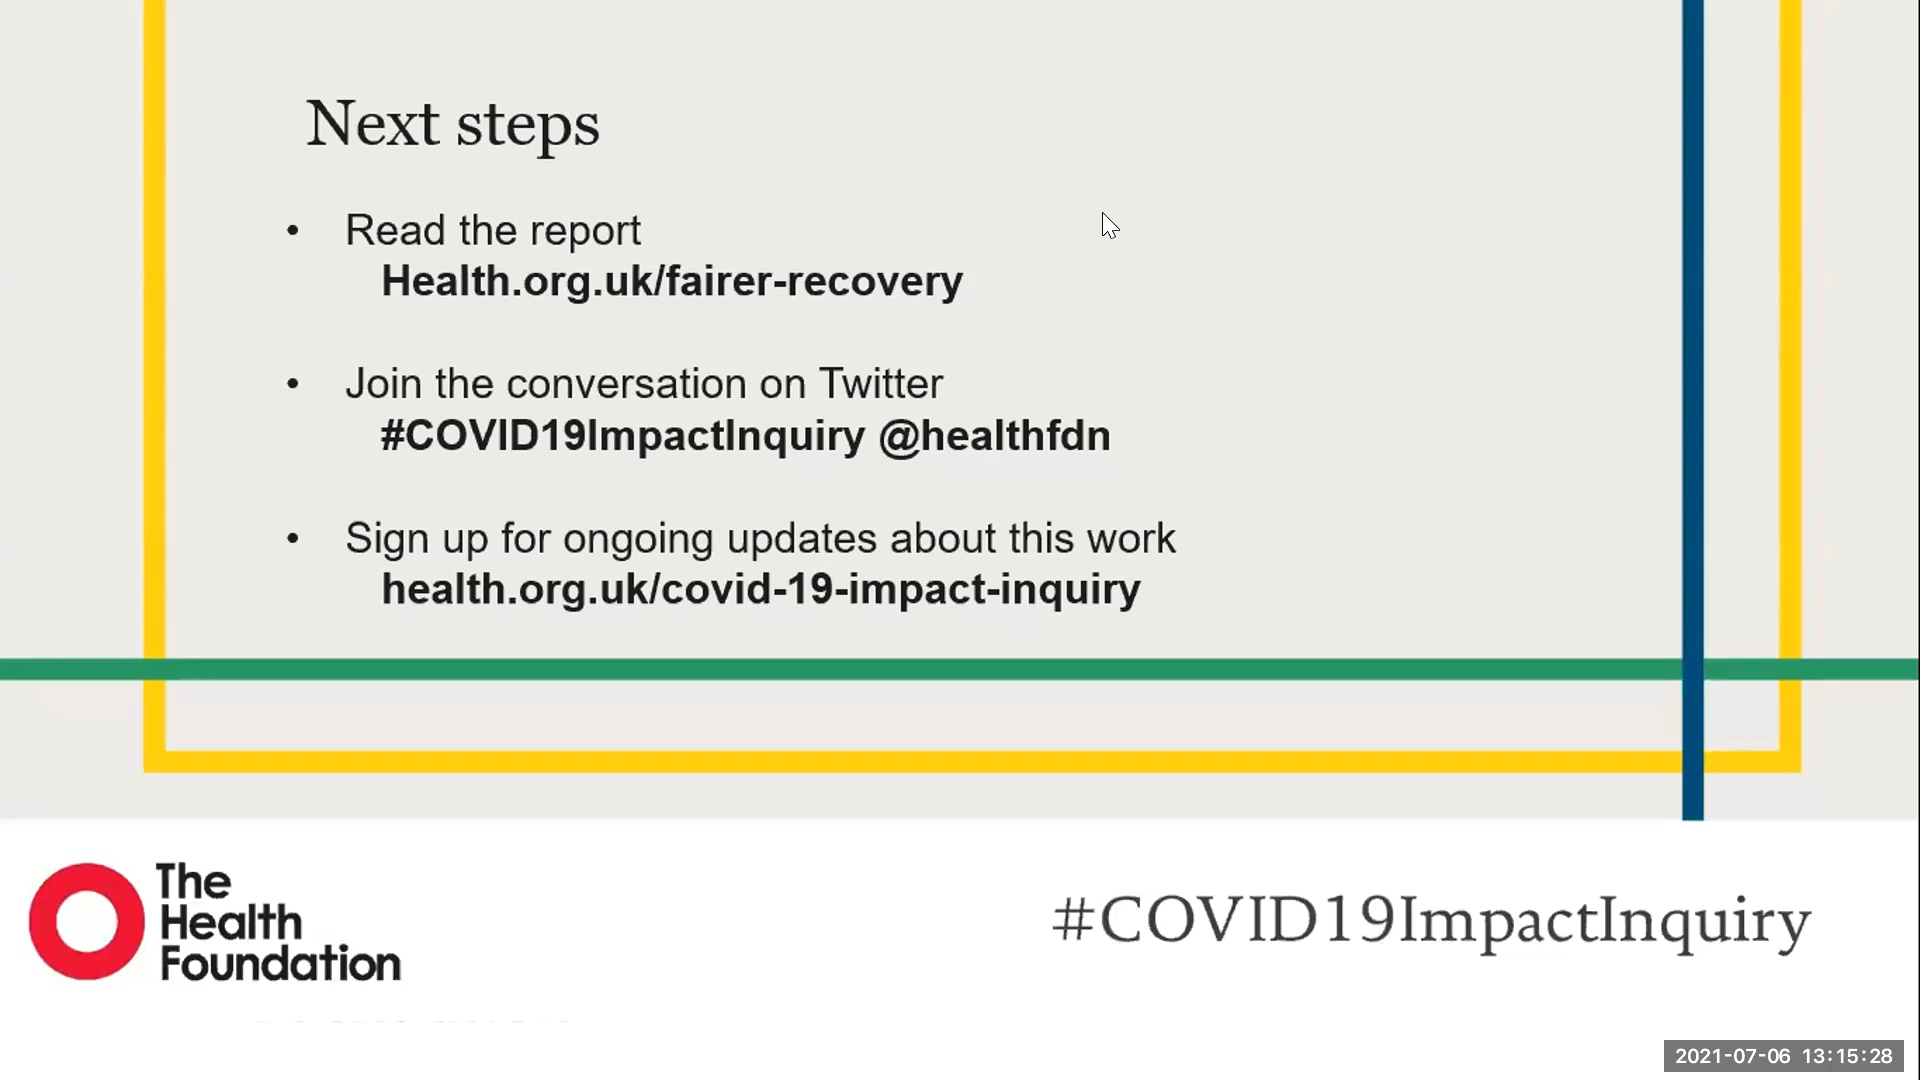 Next steps
• Read the report
Health.org.uk/fairer-recovery
• Join the conversation on Twitter
#COVID19ImpactInquiry @healthfdn
• Sign up for ongoing updates about this work
health.org.uk/covid-19-impact-inquiry
The
Health
Foundation
#COVID19ImpactInquiry
2021-07-06 13:15:28